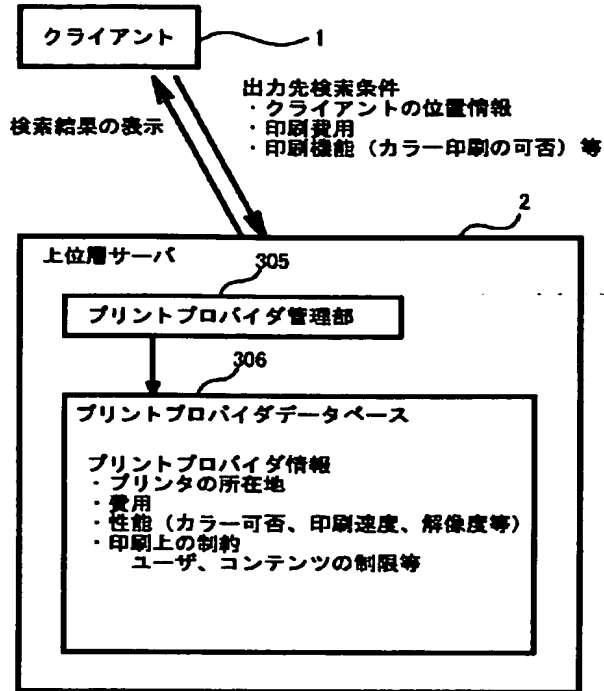 クライアント
1
出力先検索条件
・クライアントの位置情報
・印刷費用
・印刷機能（カラー印刷の可否）等
検索結果の表示
2
上位層サーバ
305
プリントプロバイダ管理部
306
プリントプロバイダデータベース
プリントプロバイダ情報
・プリンタの所在地
・費用
・性能（カラー可否、印刷速度、解像度等）
・印刷上の制約
ユーザ、コンテンツの制限等